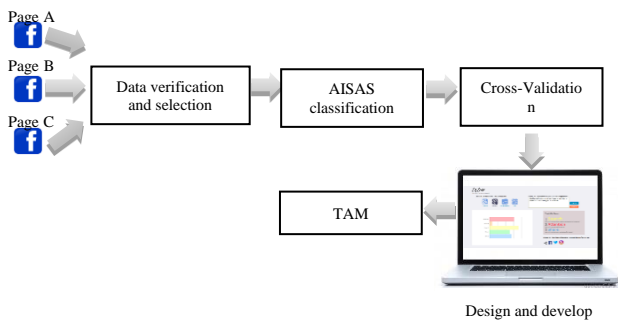 Page A
Page B
Page C
Data verification
and selection
AISAS
classification
Cross-Validatio
n
TAM
Design and develop